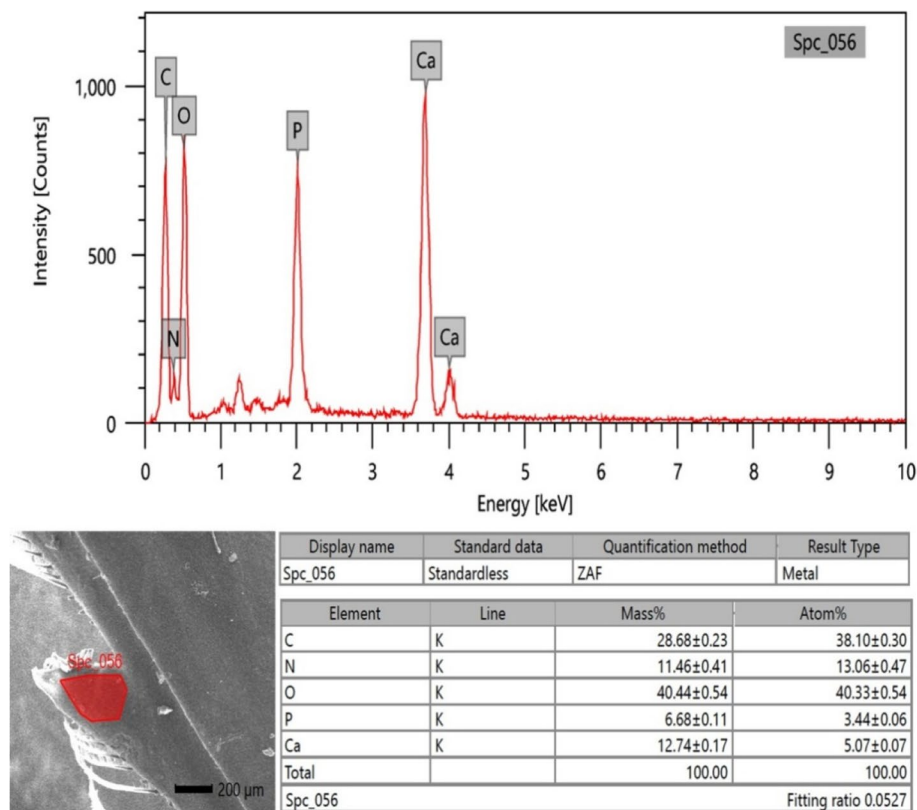 Spc_056
C
O
N
P
Ca
Ca
Intensity [Counts]
1,000
500
0
0 1 2 3 4 5 6 7 8 9 10
Energy [keV]
Spc_056
200 μm
Display name Standard data Quantification method Result Type
Spc_056 Standardless ZAF Metal
Element Line Mass% Atom%
C K 28.68±0.23 38.10±0.30
N K 11.46±0.41 13.06±0.47
O K 40.44±0.54 40.33±0.54
P K 6.68±0.11 3.44±0.06
Ca K 12.74±0.17 5.07±0.07
Total 100.00 100.00
Spc_056 Fitting ratio 0.0527